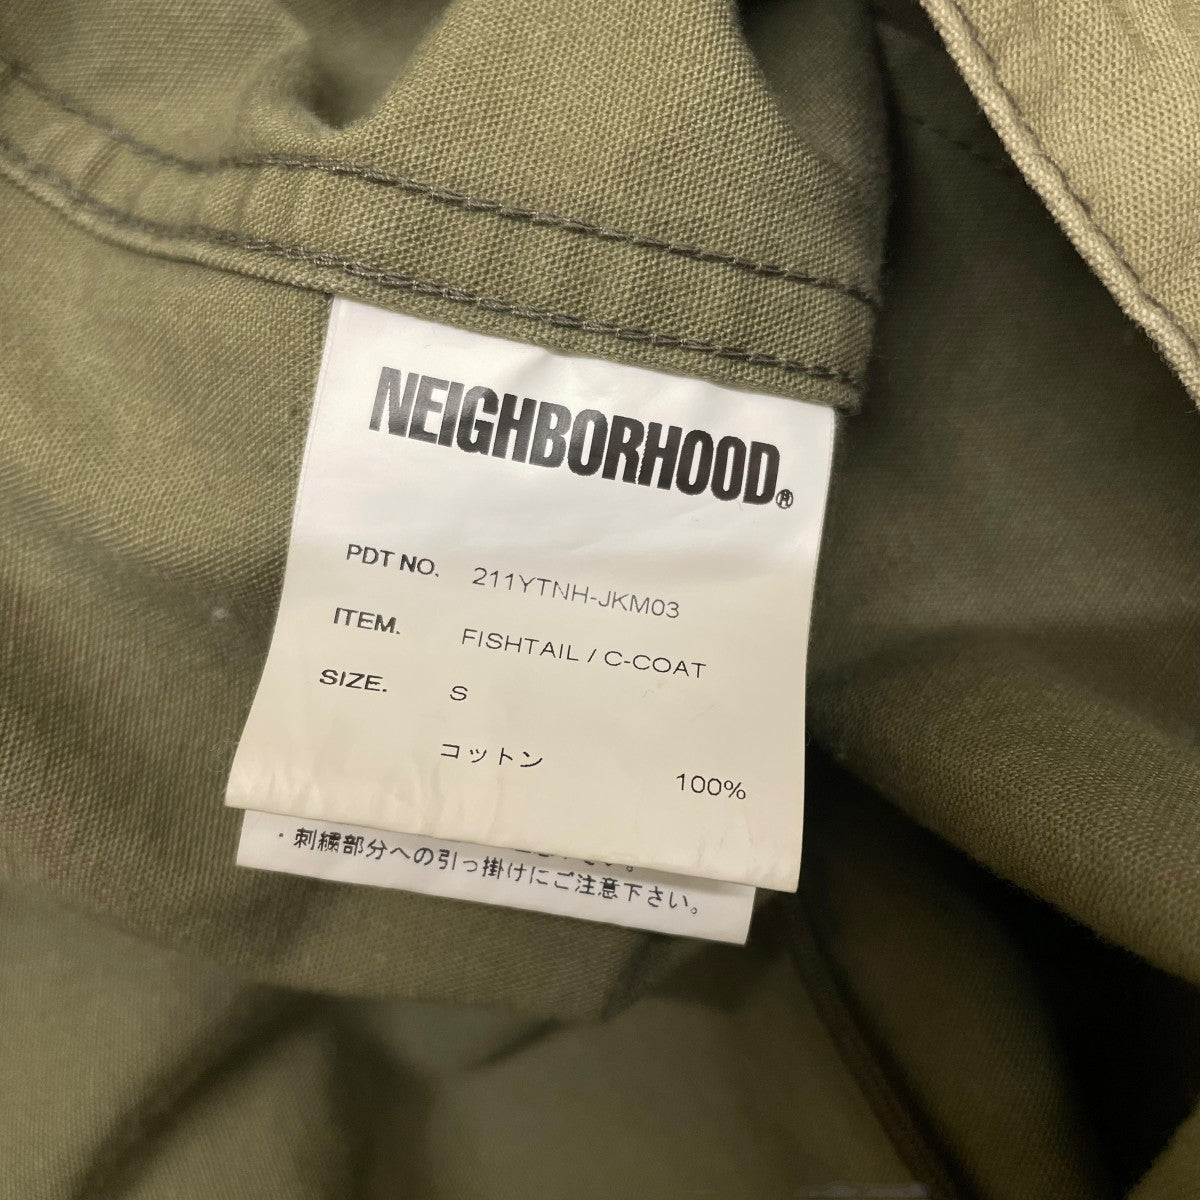 NEIGHBORHOOD.®
PDT NO. 211YTNH-JKM03
ITEM. FISHTAIL / C-COAT
SIZE. S
コットン 100%
・刺繍部分への引っ掛けにご注意下さい。